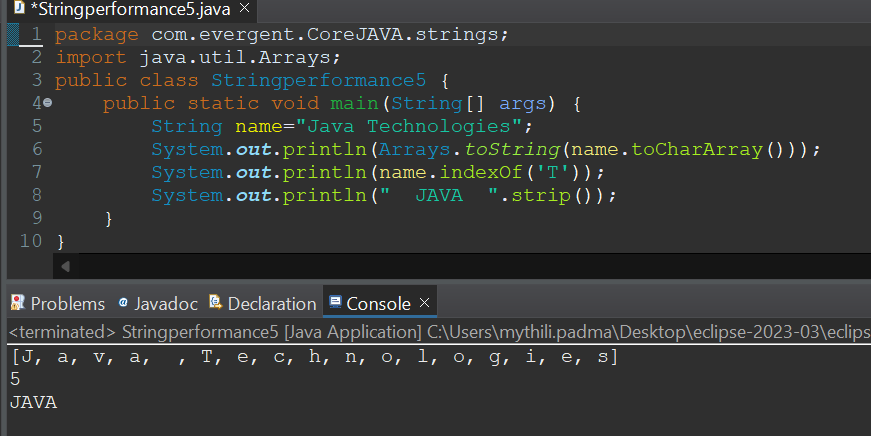 *Stringperformance5.java
1 package com.evergent.CoreJAVA.strings;
2 import java.util.Arrays;
3 public class Stringperformance5 {
4 public static void main(String[] args) {
5 String name="Java Technologies";
6 System.out.println(Arrays.toString(name.toCharArray()));
7 System.out.println(name.indexOf('T'));
8 System.out.println("  JAVA  ".strip());
9 }
10 }
Problems @ Javadoc Declaration Console
<terminated> Stringperformance5 [Java Application] C:\Users\mythili.padma\Desktop\eclipse-2023-03\eclips
[J, a, v, a,  , T, e, c, h, n, o, l, o, g, i, e, s]
5
JAVA